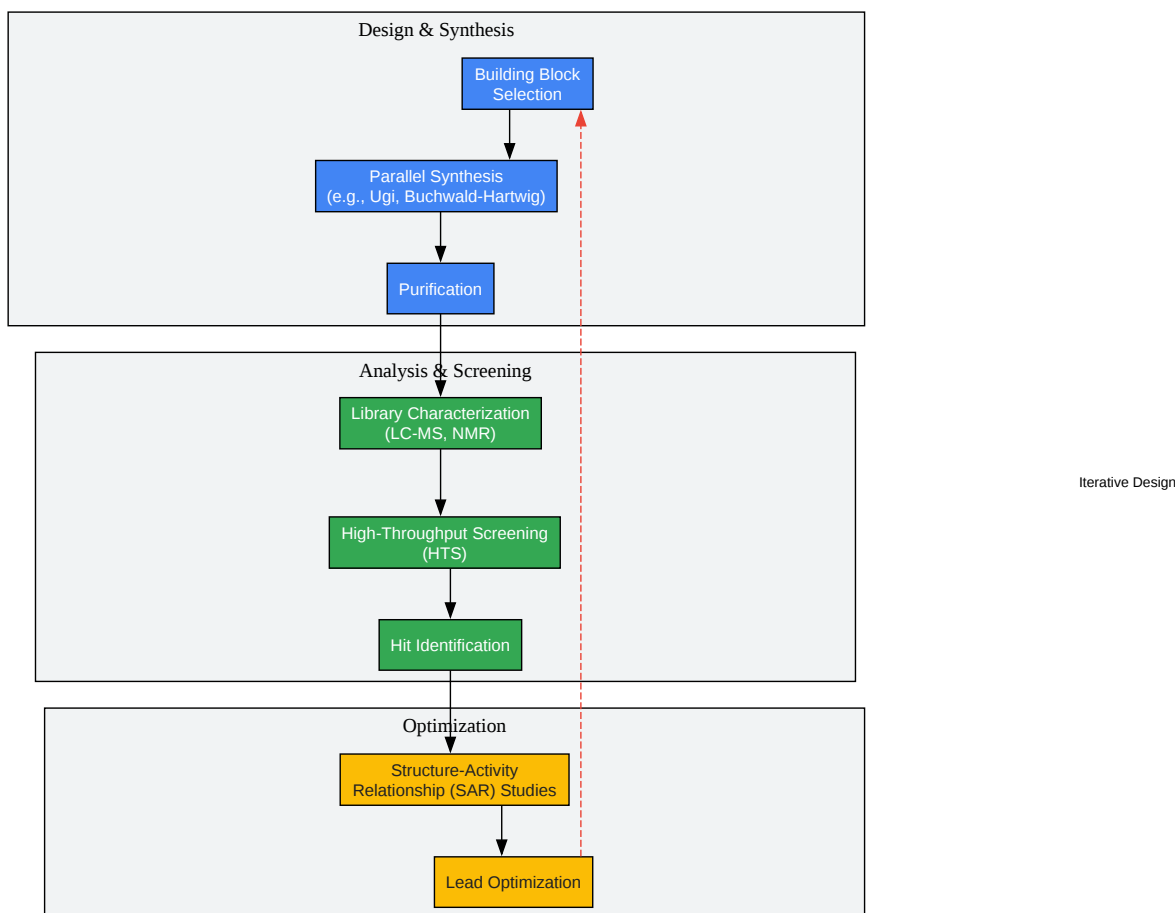 Design & Synthesis
Building Block
Selection
Parallel Synthesis
(e.g., Ugi, Buchwald-Hartwig)
Purification
Analysis & Screening
Library Characterization
(LC-MS, NMR)
Iterative Design
High-Throughput Screening
(HTS)
Hit Identification
Optimization
Structure-Activity
Relationship (SAR) Studies
Lead Optimization